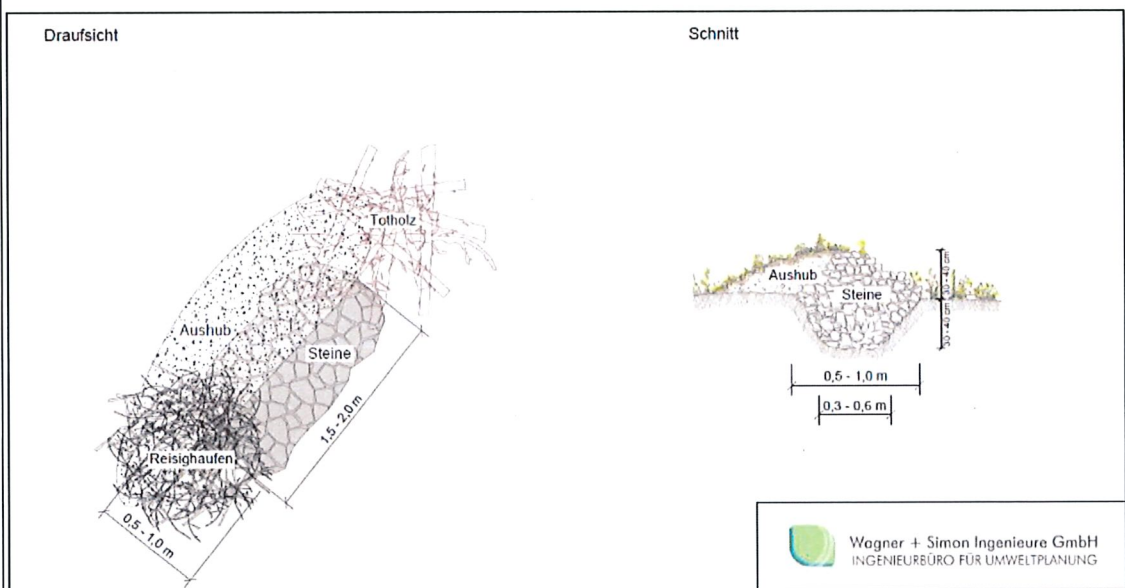 Draufsicht
Schnitt
Totholz
Aushub
Steine
Reisighaufen
1,5 - 2,0 m
0,5 - 1,0 m
Aushub
Steine
0,5 - 1,0 m
0,3 - 0,6 m
Wagner + Simon Ingenieure GmbH
INGENIEURBÜRO FÜR UMWELTPLANUNG